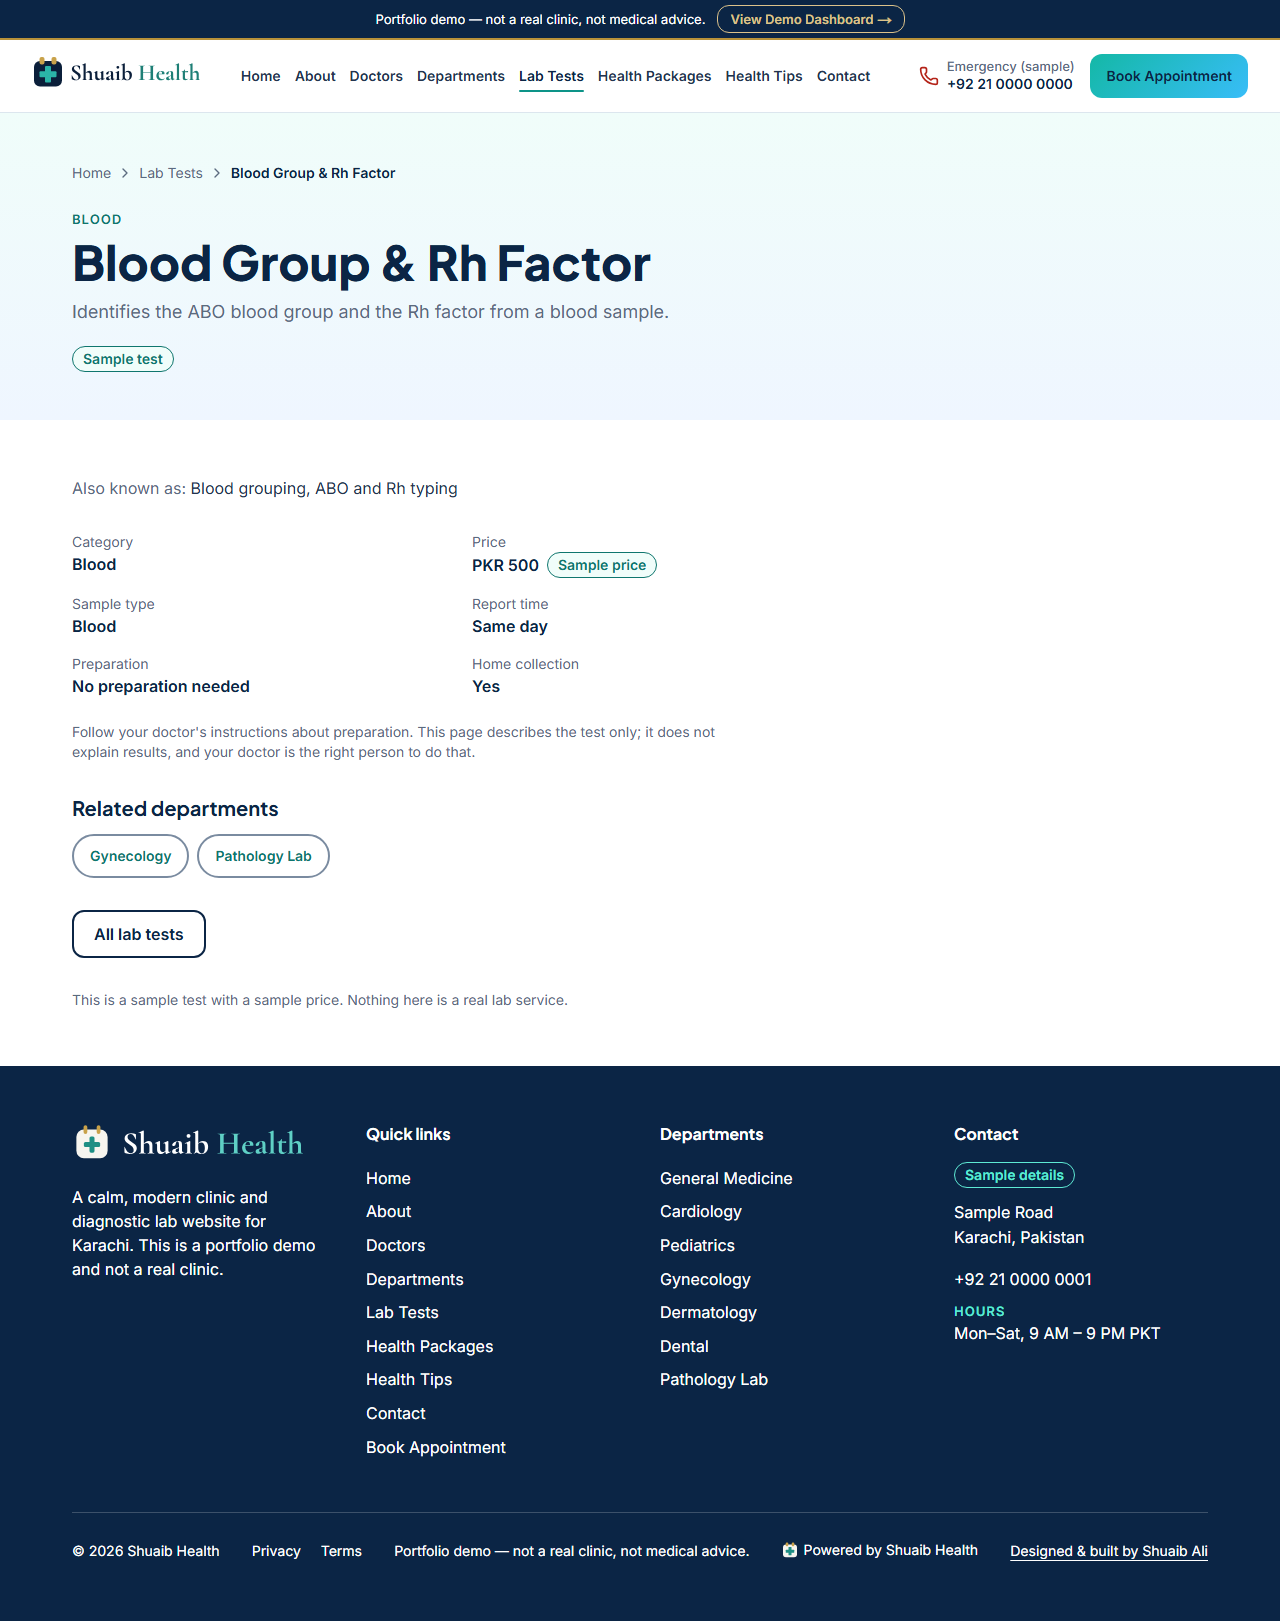 Portfolio demo — not a real clinic, not medical advice. View Demo Dashboard →
Shuaib Health
Home About Doctors Departments Lab Tests Health Packages Health Tips Contact
Emergency (sample)
+92 21 0000 0000
Book Appointment
Home > Lab Tests > Blood Group & Rh Factor
BLOOD
Blood Group & Rh Factor
Identifies the ABO blood group and the Rh factor from a blood sample.
Sample test
Also known as: Blood grouping, ABO and Rh typing
Category
Blood
Price
PKR 500 Sample price
Sample type
Blood
Report time
Same day
Preparation
No preparation needed
Home collection
Yes
Follow your doctor's instructions about preparation. This page describes the test only; it does not
explain results, and your doctor is the right person to do that.
Related departments
Gynecology Pathology Lab
All lab tests
This is a sample test with a sample price. Nothing here is a real lab service.
Shuaib Health
A calm, modern clinic and
diagnostic lab website for
Karachi. This is a portfolio demo
and not a real clinic.
Quick links
Home
About
Doctors
Departments
Lab Tests
Health Packages
Health Tips
Contact
Book Appointment
Departments
General Medicine
Cardiology
Pediatrics
Gynecology
Dermatology
Dental
Pathology Lab
Contact
Sample details
Sample Road
Karachi, Pakistan
+92 21 0000 0001
HOURS
Mon–Sat, 9 AM – 9 PM PKT
© 2026 Shuaib Health Privacy Terms Portfolio demo — not a real clinic, not medical advice. Powered by Shuaib Health Designed & built by Shuaib Ali